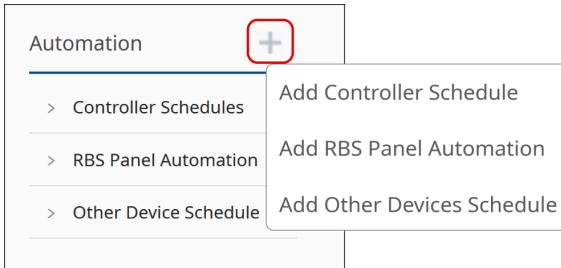 Automation
Controller Schedules
RBS Panel Automation
Other Device Schedule
Add Controller Schedule
Add RBS Panel Automation
Add Other Devices Schedule